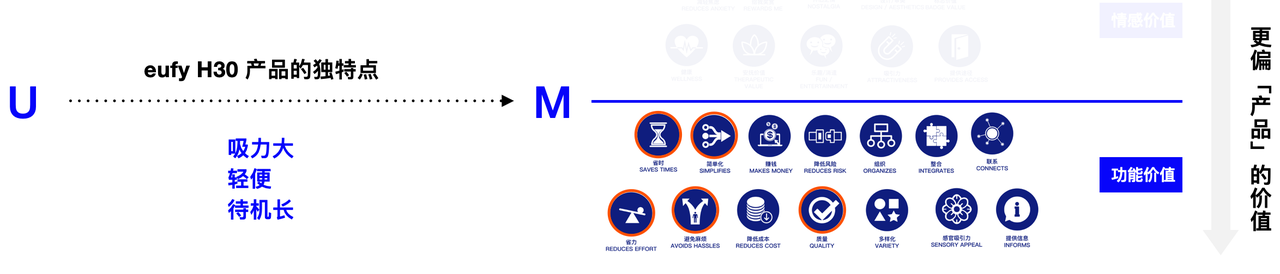 情感价值
WELLNESS
eufy H30 产品的独特点
U
M
吸力大
轻便
待机长
省时
SAVES TIMES
简单化
SIMPLIFIES
赚钱
MAKES MONEY
降低风险
REDUCES RISK
组织
ORGANIZES
整合
INTEGRATES
联系
CONNECTS
功能价值
省力
REDUCES EFFORT
避免麻烦
AVOIDS HASSLES
降低成本
REDUCES COST
质量
QUALITY
多样化
VARIETY
感官吸引力
SENSORY APPEAL
提供信息
INFORMS
更偏「产品」的价值